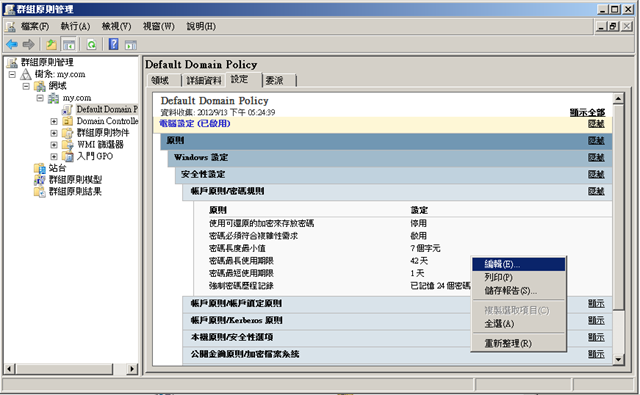 群組原則管理
檔案(F) 執行(A) 檢視(V) 視窗(W) 說明(H)
群組原則管理
樹系: my.com
網域
my.com
Default Domain P
Domain Controlle
群組原則物件
WMI 篩選器
入門 GPO
站台
群組原則模型
群組原則結果
Default Domain Policy
領域 詳細資料 設定 委派
Default Domain Policy
資料收集: 2012/9/13 下午 05:24:39 顯示全部
電腦設定 (已啟用) 隱藏
原則 隱藏
Windows 設定 隱藏
安全性設定 隱藏
帳戶原則/密碼規則 隱藏
原則 設定
使用可還原的加密來存放密碼 停用
密碼必須符合複雜性需求 啟用
密碼長度最小值 7 個字元
密碼最長使用期限 42 天
密碼最短使用期限 1 天
強制密碼歷程記錄 已記憶 24 個密碼
帳戶原則/帳戶鎖定原則 顯示
帳戶原則/Kerberos 原則 顯示
本機原則/安全性選項 顯示
公開金鑰原則/加密檔案系統 顯示
編輯(E)...
列印(P)
儲存報告(S)...
複製選取項目(C)
全選(A)
重新整理(R)